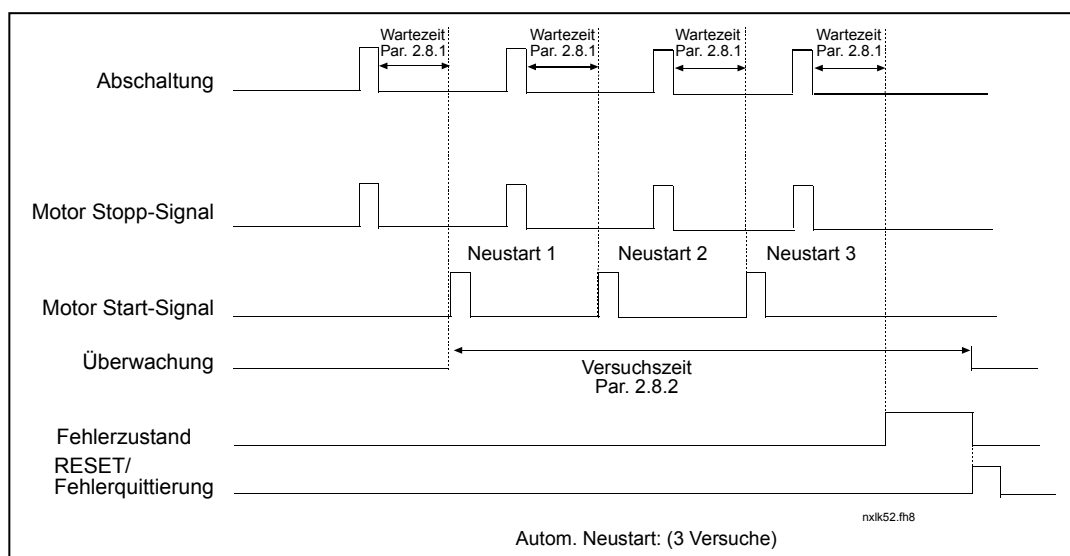 Wartezeit
Par. 2.8.1
Wartezeit
Par. 2.8.1
Wartezeit
Par. 2.8.1
Wartezeit
Par. 2.8.1
Abschaltung
Motor Stopp-Signal
Neustart 1
Neustart 2
Neustart 3
Motor Start-Signal
Überwachung
Versuchszeit
Par. 2.8.2
Fehlerzustand
RESET/
Fehlerquittierung
nxlk52.fh8
Autom. Neustart: (3 Versuche)